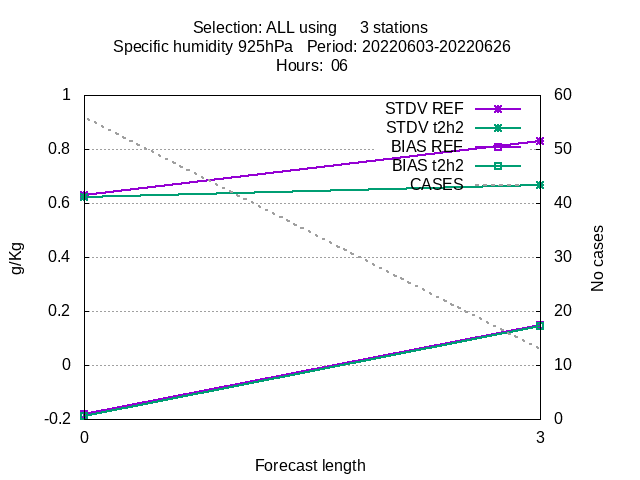 Selection: ALL using 3 stations
Specific humidity 925hPa Period: 20220603-20220626
Hours: 06
STDV REF
STDV t2h2
BIAS REF
BIAS t2h2
CASES
1
0.8
0.6
0.4
0.2
0
-0.2
60
50
40
30
20
10
0
g/Kg
No cases
0 3
Forecast length